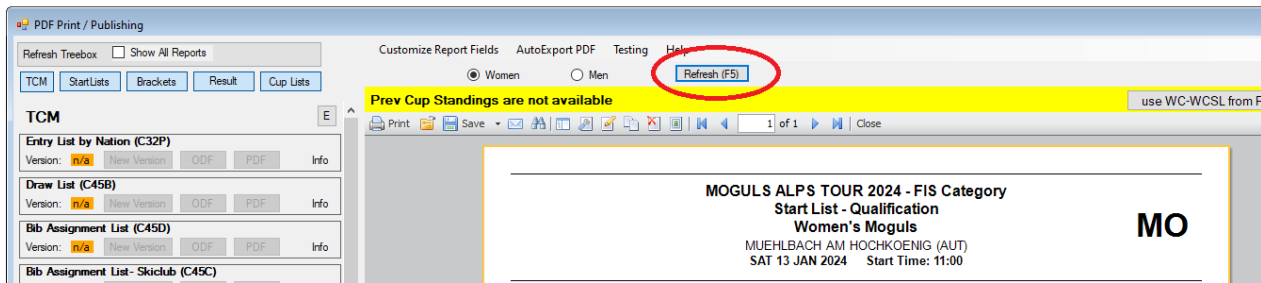 PDF Print / Publishing
Refresh Treebox Show All Reports
TCM StartLists Brackets Result Cup Lists
TCM E
Entry List by Nation (C32P)
Version: n/a New Version ODF PDF Info
Draw List (C45B)
Version: n/a New Version ODF PDF Info
Bib Assignment List (C45D)
Version: n/a New Version ODF PDF Info
Bib Assignment List- Skiclub (C45C)
Customize Report Fields AutoExport PDF Testing Help
Women Men Refresh (F5)
Prev Cup Standings are not available use WC-WCSL from F
Print Save 1 of 1 Close
MOGULS ALPS TOUR 2024 - FIS Category
Start List - Qualification
Women's Moguls
MO
MUEHLBACH AM HOCHKOENIG (AUT)
SAT 13 JAN 2024 Start Time: 11:00